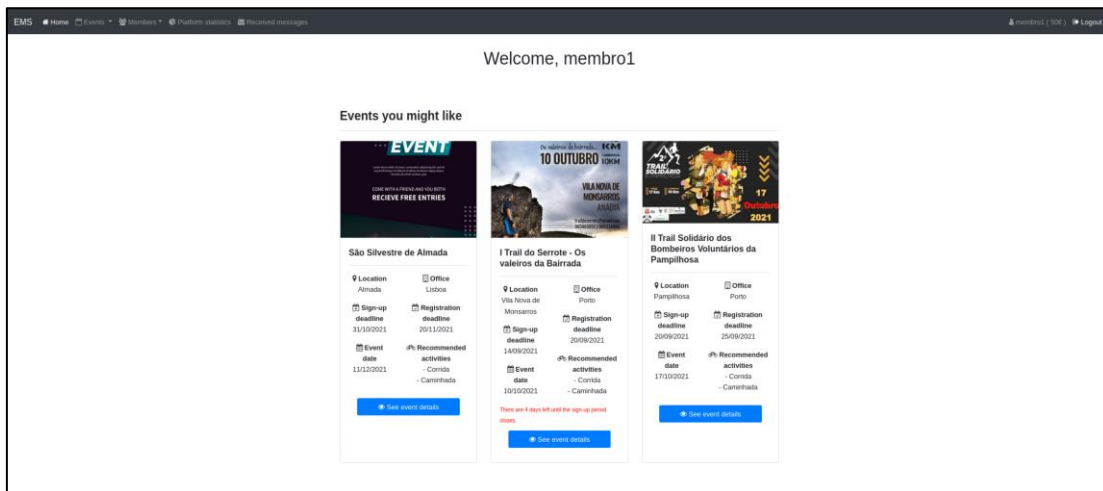 EMS Home Events Members Platform statistics Received messages membro1 ( 50€ ) Logout
Welcome, membro1
Events you might like
EVENT
COME WITH A FRIEND AND YOU BOTH
RECIEVE FREE ENTRIES
São Silvestre de Almada
Location Office
Almada Lisboa
Sign-up Registration
deadline deadline
31/10/2021 20/11/2021
Event Recommended
date activities
11/12/2021 - Corrida
- Caminhada
See event details
Os valeiros da bairrada... KM
10 OUTUBRO 10KM
VILA NOVA DE
MONSARROS
ANADIA
I Trail do Serrote - Os
valeiros da Bairrada
Location Office
Vila Nova de Porto
Monsarros
Registration
Sign-up deadline
deadline 20/09/2021
14/09/2021
Recommended
Event activities
date - Corrida
10/10/2021 - Caminhada
There are 4 days left until the sign-up period
closes.
See event details
2º
TRAIL
SOLIDÁRIO
17
Outubro
2021
II Trail Solidário dos
Bombeiros Voluntários da
Pampilhosa
Location Office
Pampilhosa Porto
Sign-up Registration
deadline deadline
20/09/2021 25/09/2021
Event Recommended
date activities
17/10/2021 - Corrida
- Caminhada
See event details